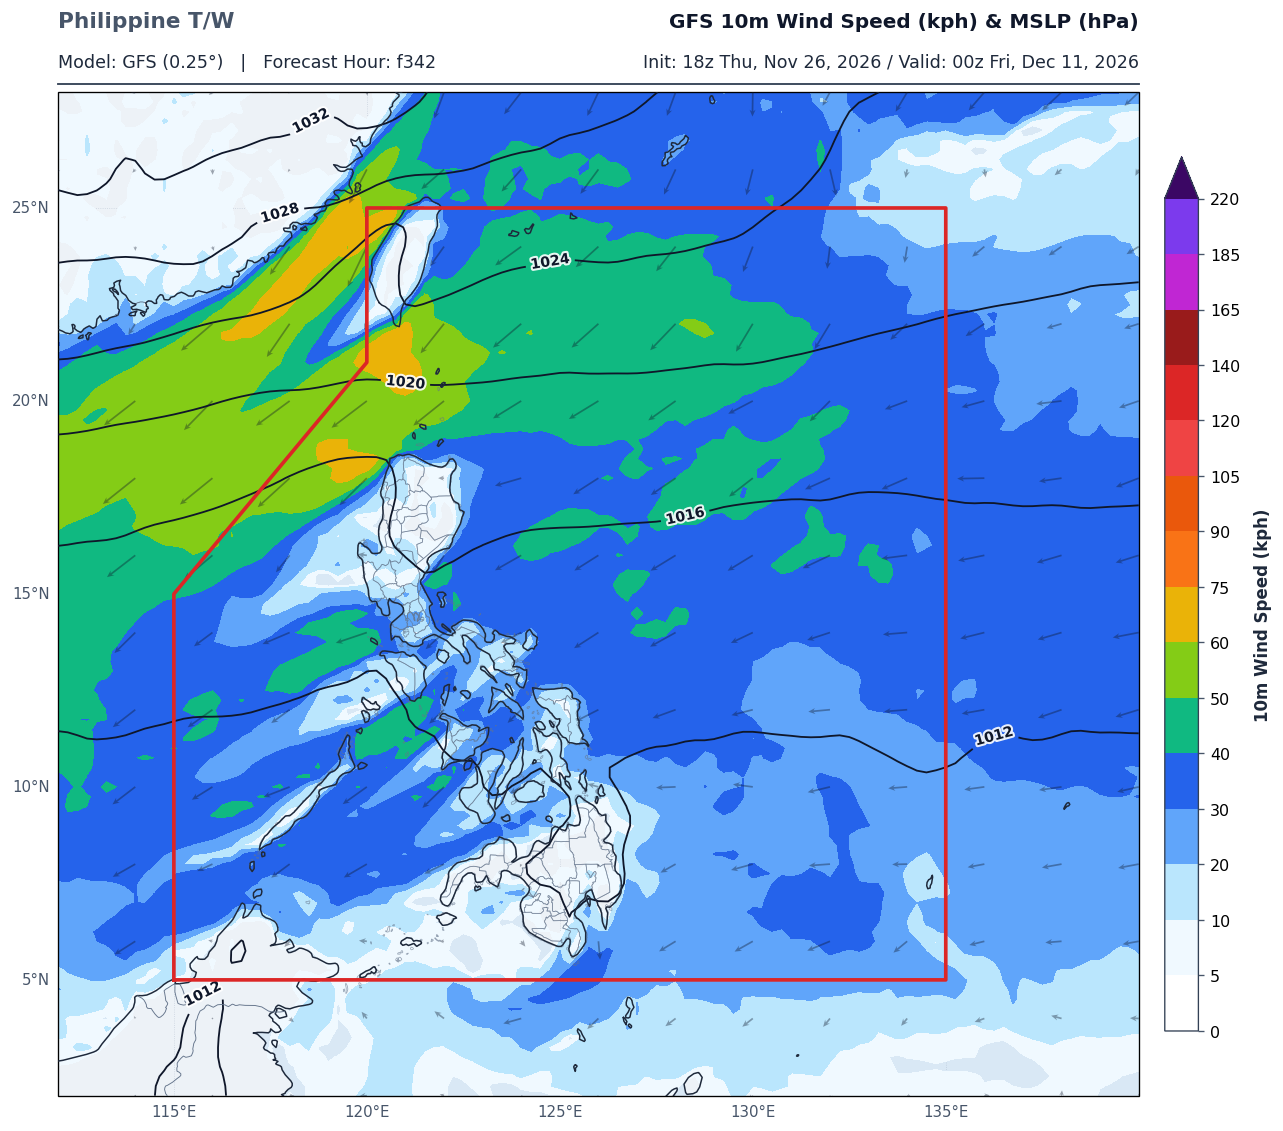 Philippine T/W
GFS 10m Wind Speed (kph) & MSLP (hPa)
Model: GFS (0.25°) | Forecast Hour: f342
Init: 18z Thu, Nov 26, 2026 / Valid: 00z Fri, Dec 11, 2026
1032
1028
1024
1020
1016
1012
1012
25°N
20°N
15°N
10°N
5°N
115°E
120°E
125°E
130°E
135°E
220
185
165
140
120
105
90
75
60
50
40
30
20
10
5
0
10m Wind Speed (kph)